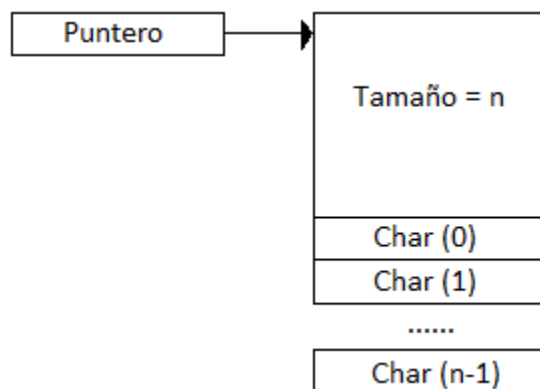 Puntero
Tamaño = n
Char (0)
Char (1)
......
Char (n-1)